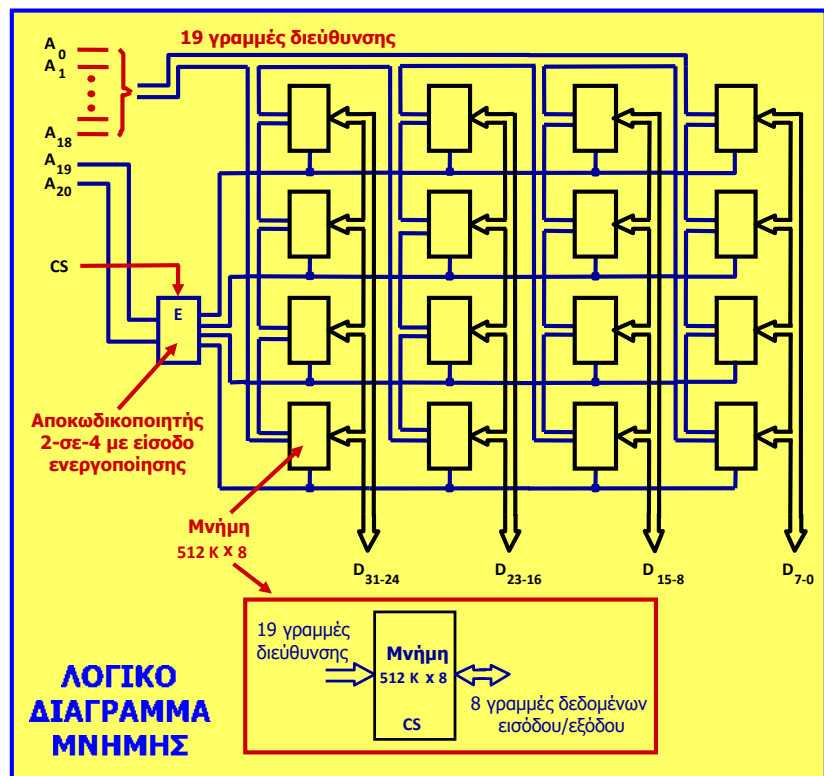 19 γραμμές διεύθυνσης
A0
A1
A18
A19
A20
CS
E
Αποκωδικοποιητής
2-σε-4 με είσοδο
ενεργοποίησης
Μνήμη
512 K x 8
D31-24
D23-16
D15-8
D7-0
19 γραμμές
διεύθυνσης
Μνήμη
512 K x 8
CS
8 γραμμές δεδομένων
εισόδου/εξόδου
ΛΟΓΙΚΟ
ΔΙΑΓΡΑΜΜΑ
ΜΝΗΜΗΣ